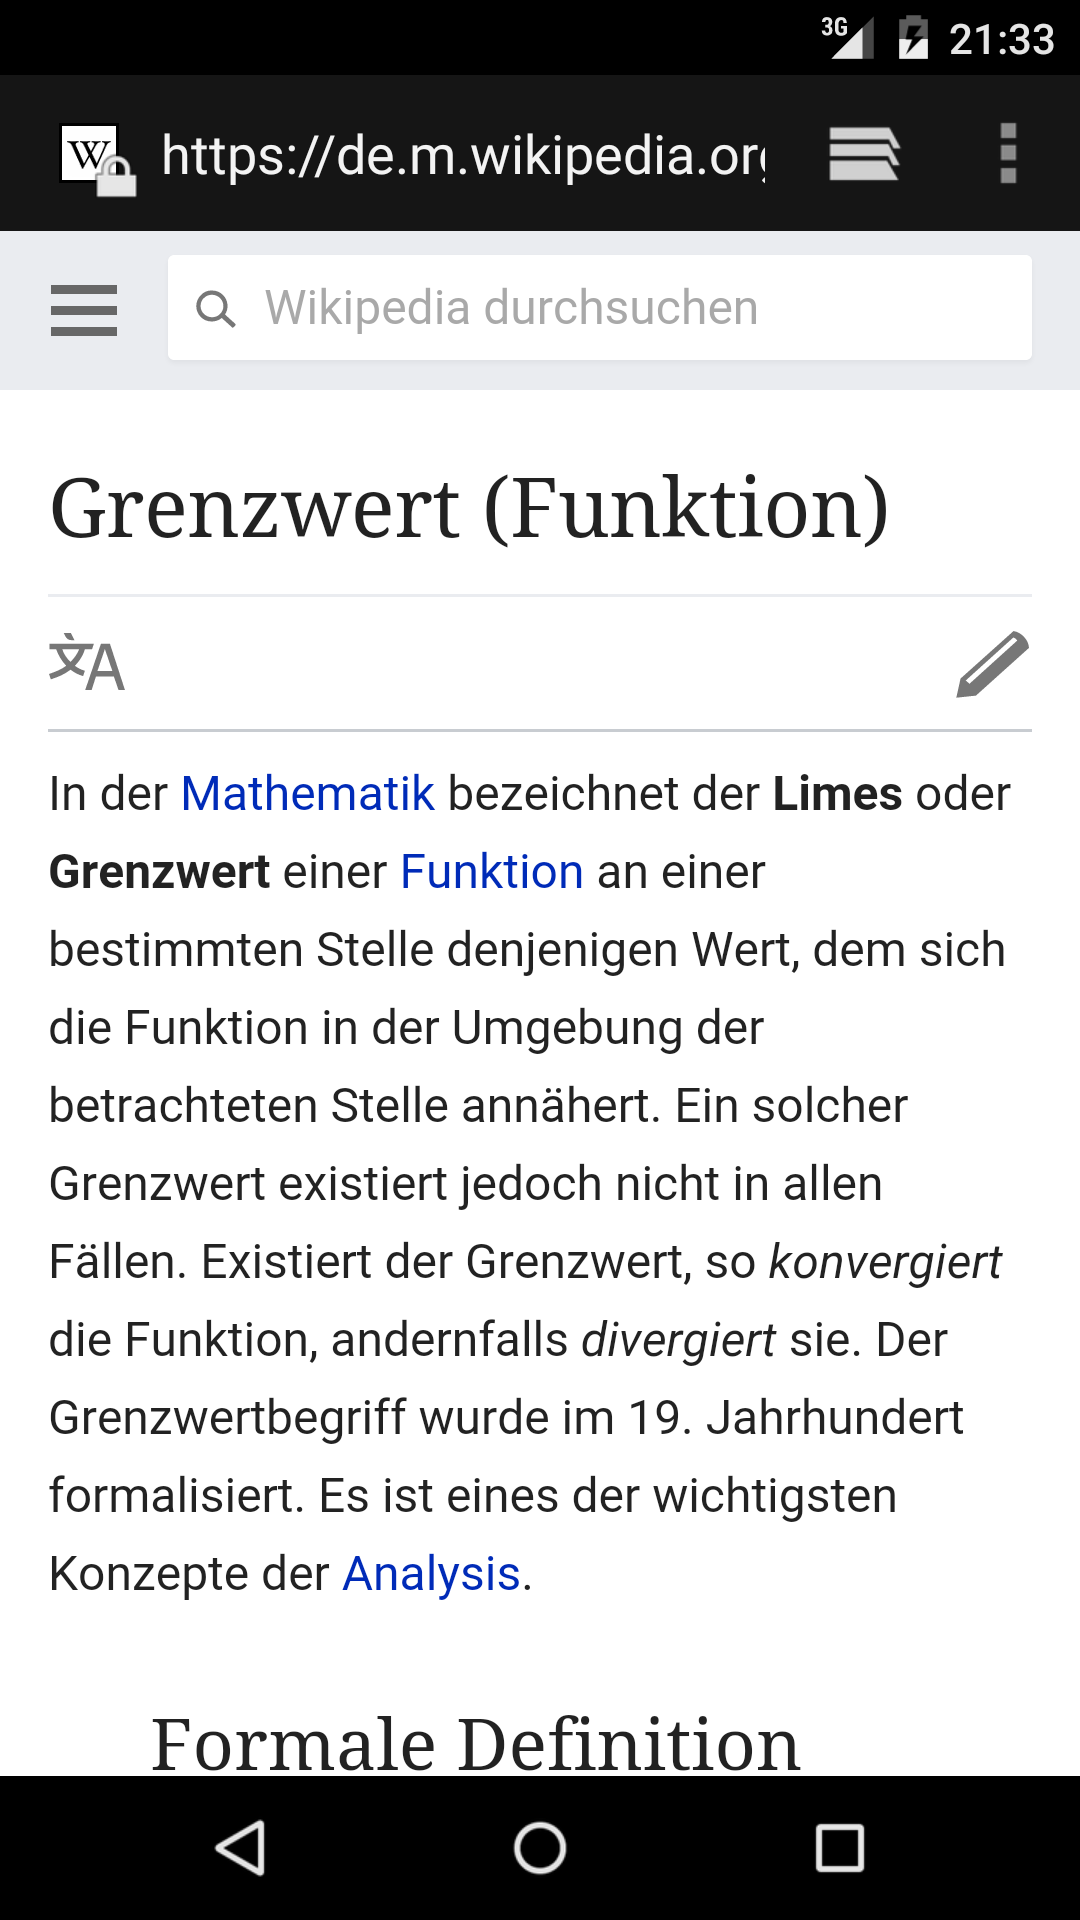 3G 21:33
W https://de.m.wikipedia.org
Wikipedia durchsuchen
Grenzwert (Funktion)
文A
In der Mathematik bezeichnet der Limes oder
Grenzwert einer Funktion an einer
bestimmten Stelle denjenigen Wert, dem sich
die Funktion in der Umgebung der
betrachteten Stelle annähert. Ein solcher
Grenzwert existiert jedoch nicht in allen
Fällen. Existiert der Grenzwert, so konvergiert
die Funktion, andernfalls divergiert sie. Der
Grenzwertbegriff wurde im 19. Jahrhundert
formalisiert. Es ist eines der wichtigsten
Konzepte der Analysis.
Formale Definition